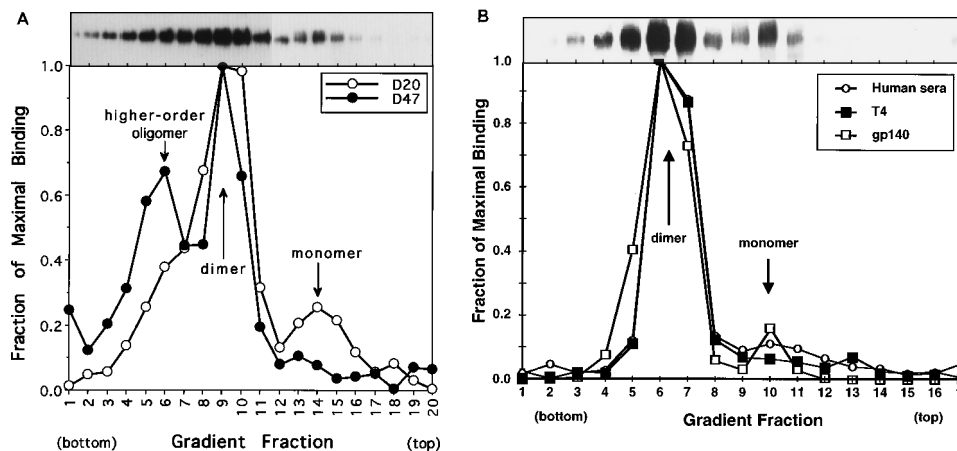 A
1.0
0.8
0.6
0.4
0.2
0.0
Fraction of Maximal Binding
D20
D47
higher-order
oligomer
dimer
monomer
1 2 3 4 5 6 7 8 9 10 11 12 13 14 15 16 17 18 19 20
(bottom) Gradient Fraction (top)
B
1.0
0.8
0.6
0.4
0.2
0.0
Fraction of Maximal Binding
Human sera
T4
gp140
dimer
monomer
1 2 3 4 5 6 7 8 9 10 11 12 13 14 15 16
(bottom) Gradient Fraction (top)